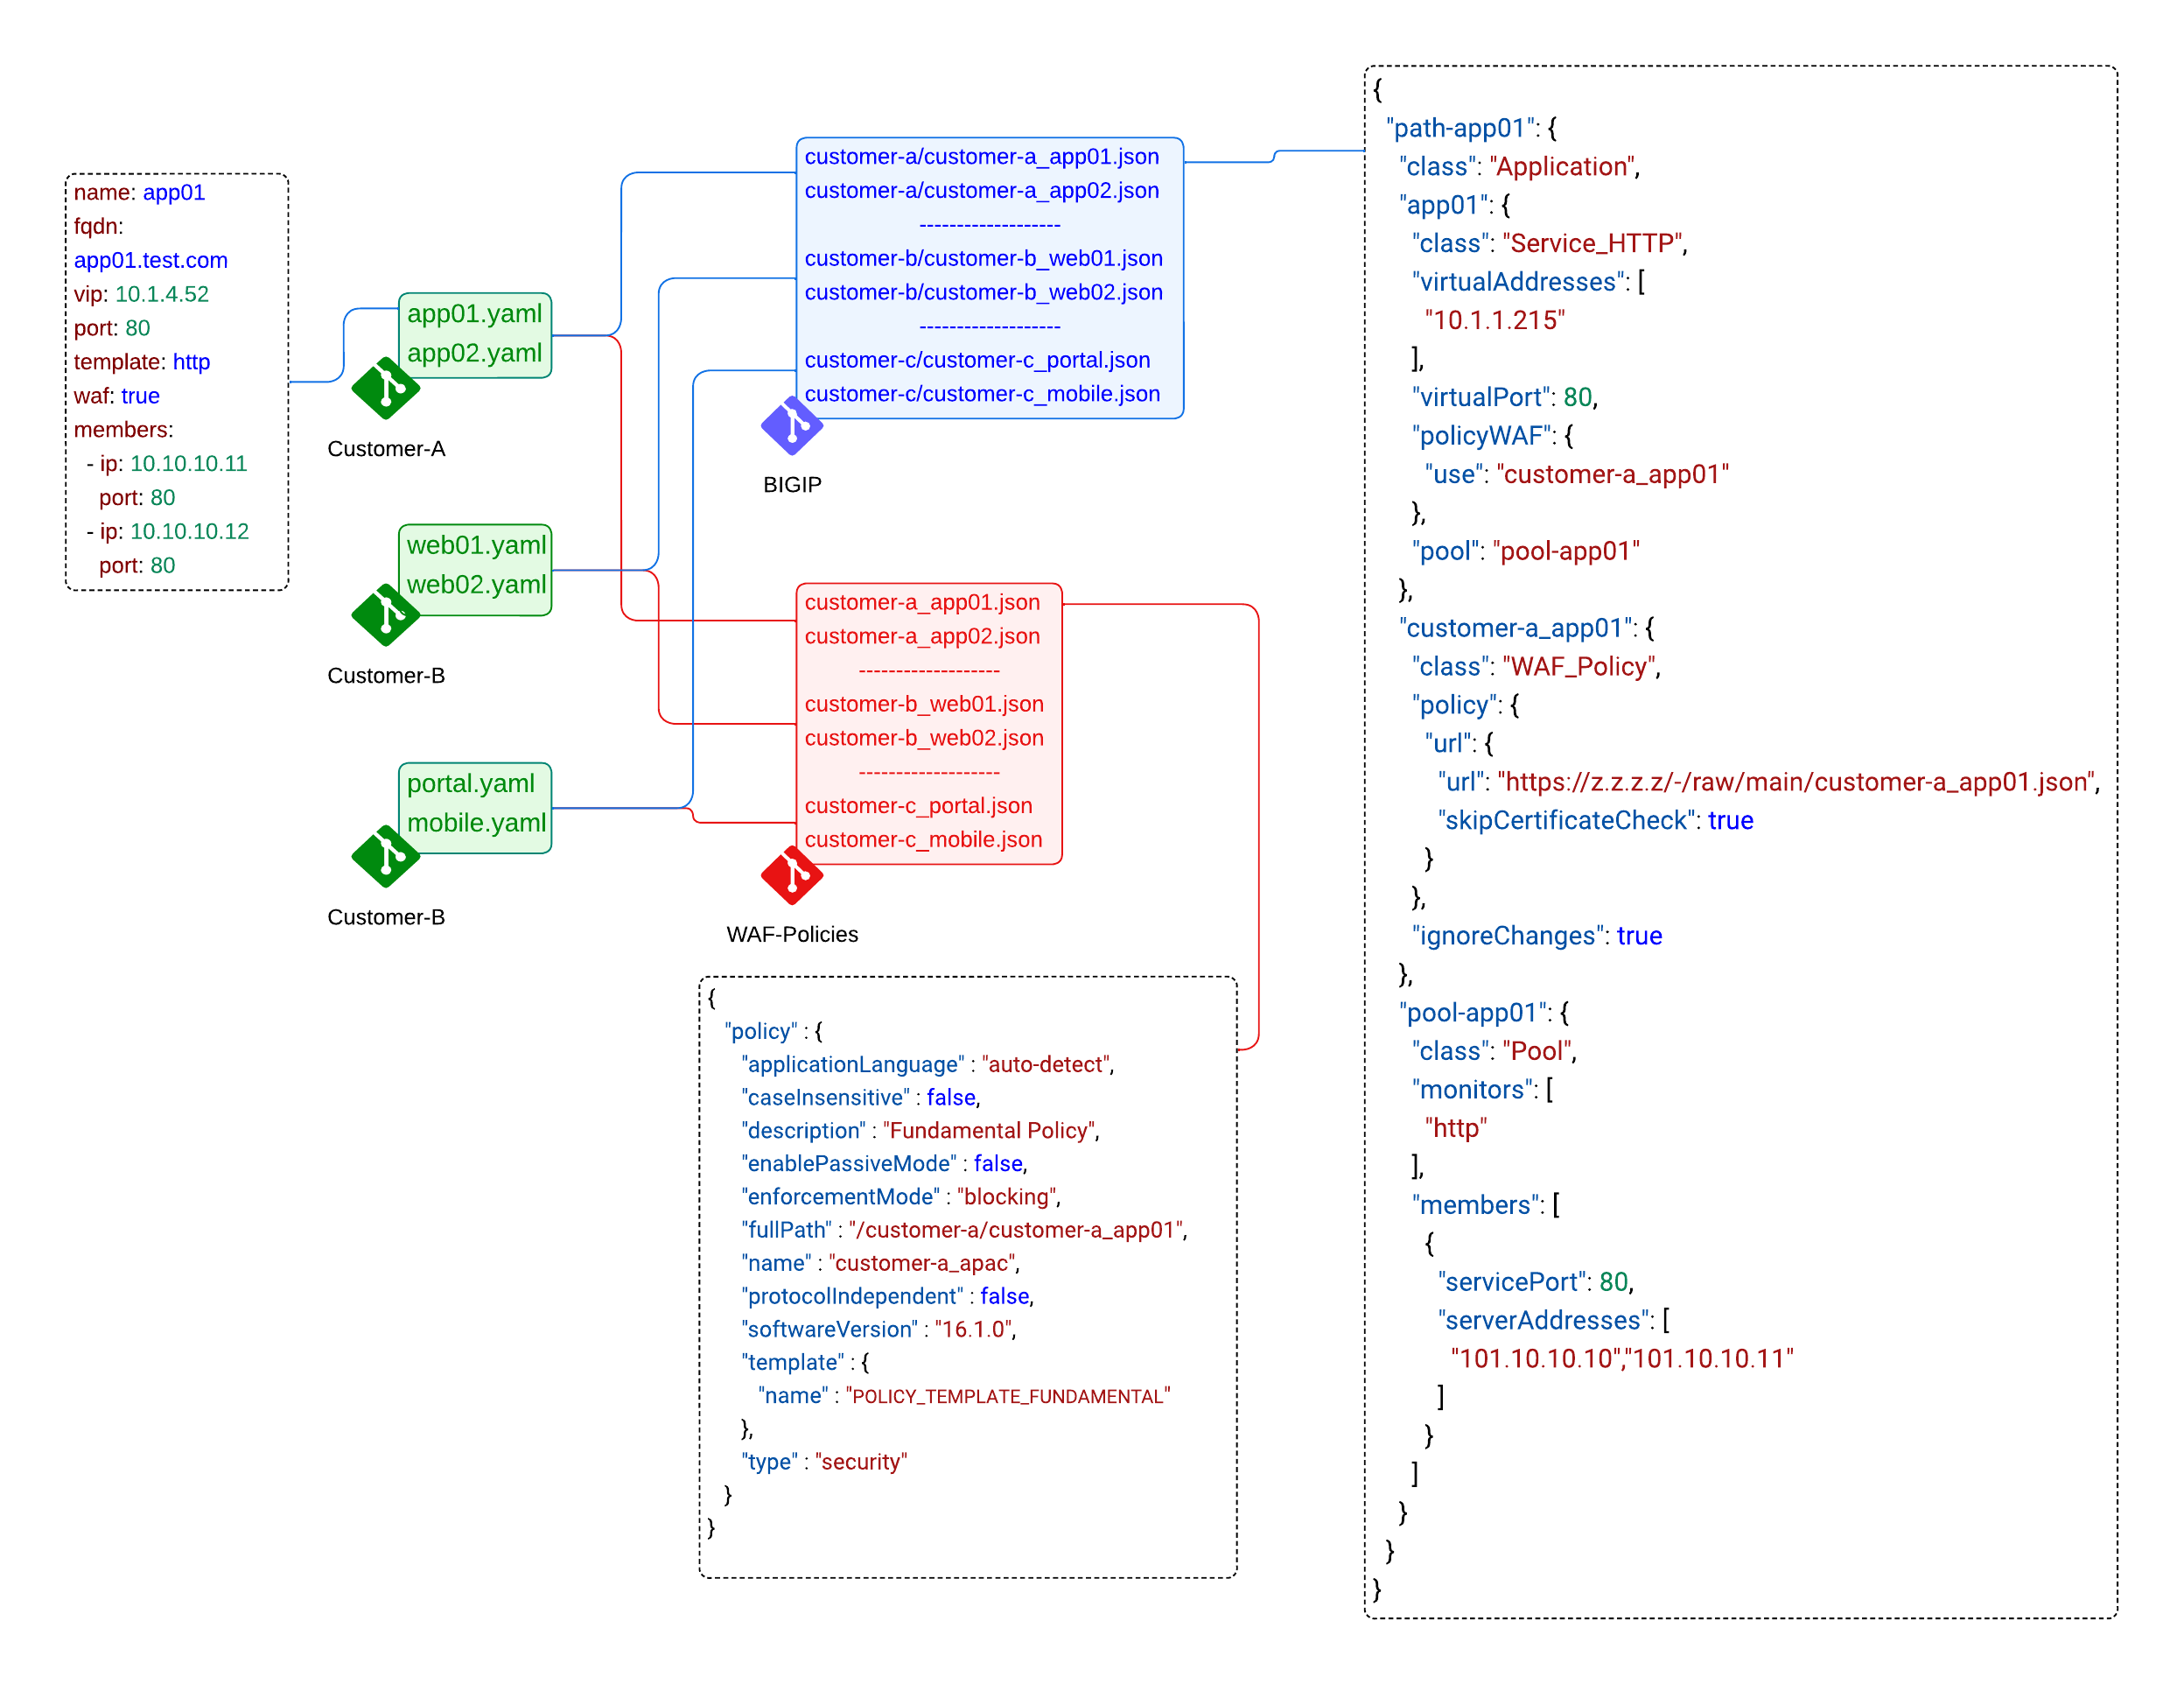 name: app01
fqdn:
app01.test.com
vip: 10.1.4.52
port: 80
template: http
waf: true
members:
- ip: 10.10.10.11
port: 80
- ip: 10.10.10.12
port: 80
app01.yaml
app02.yaml
Customer-A
web01.yaml
web02.yaml
Customer-B
portal.yaml
mobile.yaml
Customer-B
customer-a/customer-a_app01.json
customer-a/customer-a_app02.json
-------------------
customer-b/customer-b_web01.json
customer-b/customer-b_web02.json
-------------------
customer-c/customer-c_portal.json
customer-c/customer-c_mobile.json
BIGIP
customer-a_app01.json
customer-a_app02.json
-------------------
customer-b_web01.json
customer-b_web02.json
-------------------
customer-c_portal.json
customer-c_mobile.json
WAF-Policies
{
"policy" : {
"applicationLanguage" : "auto-detect",
"caseInsensitive" : false,
"description" : "Fundamental Policy",
"enablePassiveMode" : false,
"enforcementMode" : "blocking",
"fullPath" : "/customer-a/customer-a_app01",
"name" : "customer-a_apac",
"protocolIndependent" : false,
"softwareVersion" : "16.1.0",
"template" : {
"name" : "POLICY_TEMPLATE_FUNDAMENTAL"
},
"type" : "security"
}
}
{
"path-app01": {
"class": "Application",
"app01": {
"class": "Service_HTTP",
"virtualAddresses": [
"10.1.1.215"
],
"virtualPort": 80,
"policyWAF": {
"use": "customer-a_app01"
},
"pool": "pool-app01"
},
"customer-a_app01": {
"class": "WAF_Policy",
"policy": {
"url": {
"url": "https://z.z.z.z/-/raw/main/customer-a_app01.json",
"skipCertificateCheck": true
}
},
"ignoreChanges": true
},
"pool-app01": {
"class": "Pool",
"monitors": [
"http"
],
"members": [
{
"servicePort": 80,
"serverAddresses": [
"101.10.10.10","101.10.10.11"
]
}
]
}
}
}